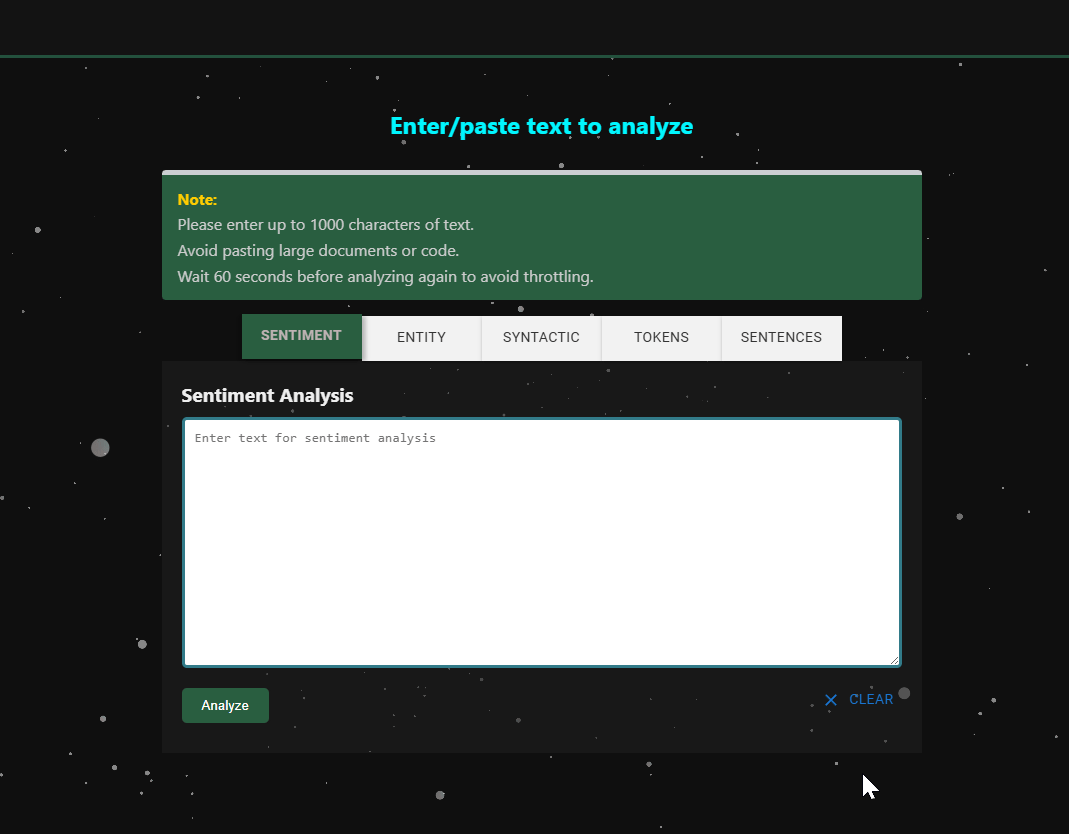 Enter/paste text to analyze
Note:
Please enter up to 1000 characters of text.
Avoid pasting large documents or code.
Wait 60 seconds before analyzing again to avoid throttling.
SENTIMENT ENTITY SYNTACTIC TOKENS SENTENCES
Sentiment Analysis
Enter text for sentiment analysis
Analyze CLEAR